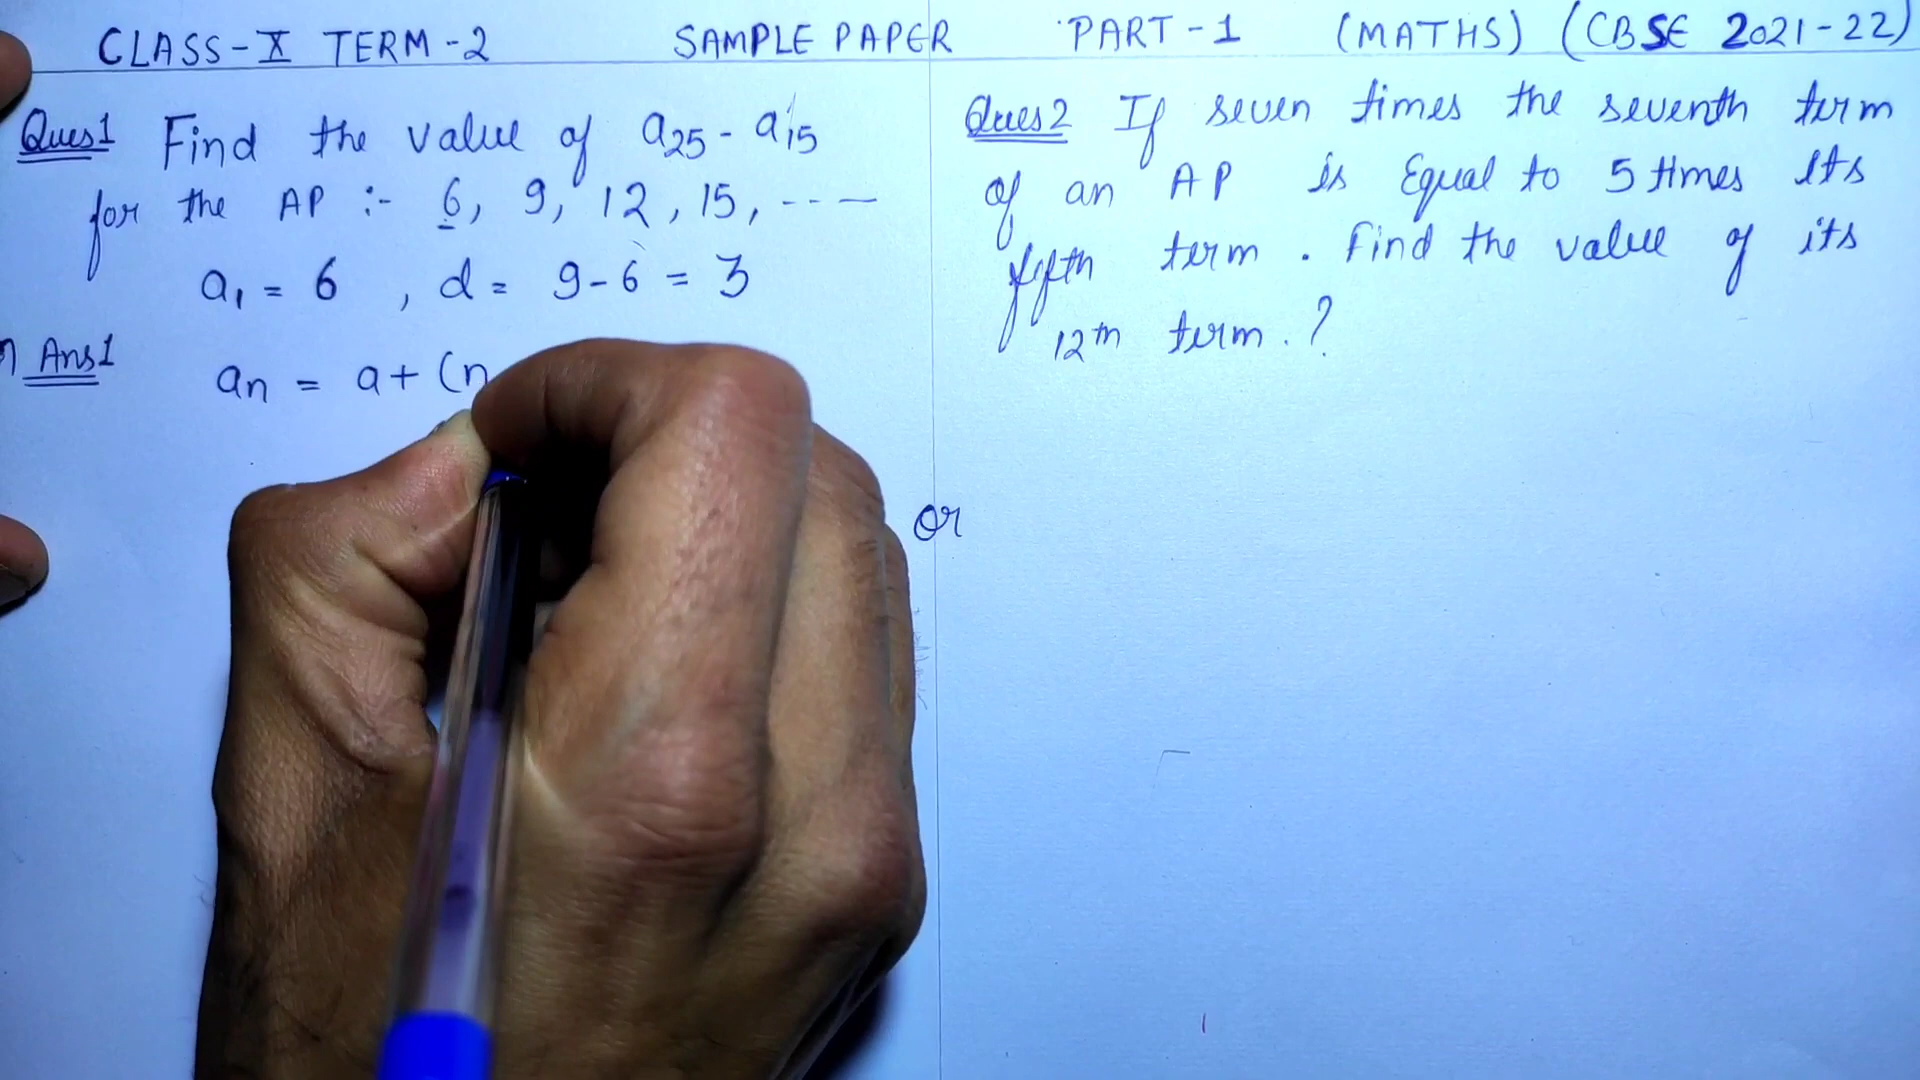 CLASS-X TERM-2 SAMPLE PAPER PART-1 (MATHS) (CBSE 2021-22)
Ques1 Find the value of a25 - a15
for the AP :- 6, 9, 12, 15, ----
a1 = 6 , d = 9-6 = 3
Ans1 an = a + (n
or
Ques2 If seven times the seventh term
of an AP is Equal to 5 times its
fifth term. Find the value of its
12th term.?